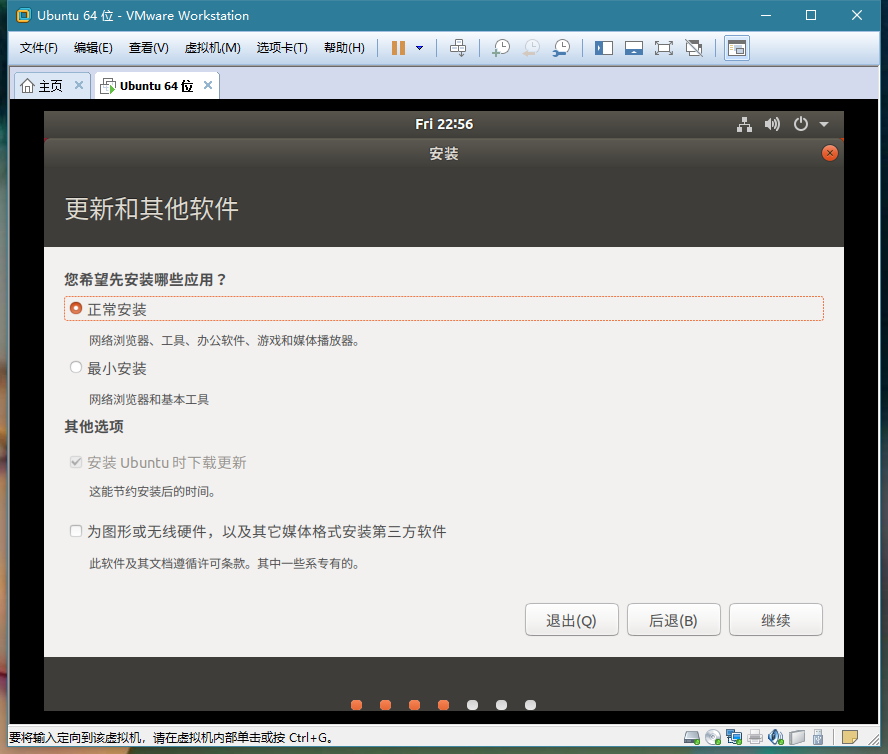 Ubuntu 64 位 - VMware Workstation
文件(F) 编辑(E) 查看(V) 虚拟机(M) 选项卡(T) 帮助(H)
主页 Ubuntu 64 位
Fri 22:56
安装
更新和其他软件
您希望先安装哪些应用？
正常安装
网络浏览器、工具、办公软件、游戏和媒体播放器。
最小安装
网络浏览器和基本工具
其他选项
安装 Ubuntu 时下载更新
这能节约安装后的时间。
为图形或无线硬件，以及其它媒体格式安装第三方软件
此软件及其文档遵循许可条款。其中一些系专有的。
退出(Q) 后退(B) 继续
要将输入定向到该虚拟机，请在虚拟机内部单击或按 Ctrl+G。